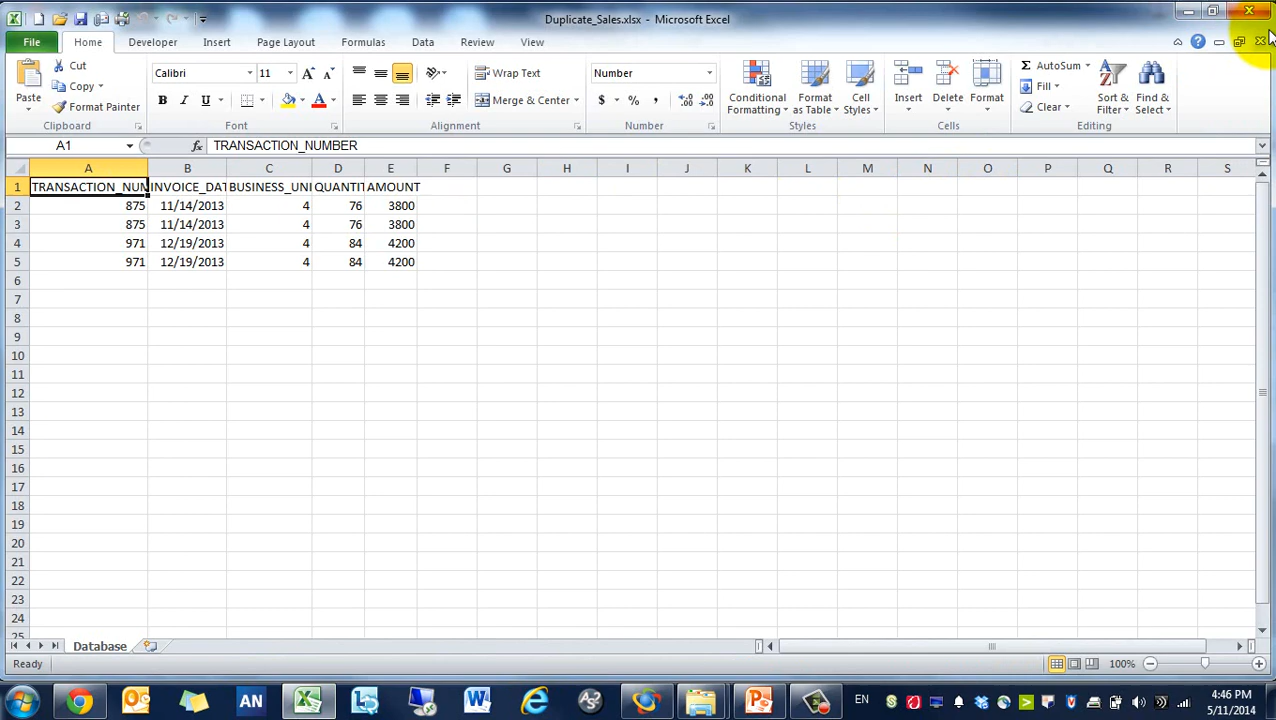 Duplicate_Sales.xlsx - Microsoft Excel
File Home Developer Insert Page Layout Formulas Data Review View
Paste
Cut
Copy
Format Painter
Clipboard
Calibri 11
B I U A
Font
Wrap Text
Merge & Center
Alignment
Number
$ % ,
Number
Conditional Formatting
Format as Table
Cell Styles
Styles
Insert
Delete
Format
Cells
Σ AutoSum
Fill
Clear
Sort & Filter
Find & Select
Editing
A1 fx TRANSACTION_NUMBER
A B C D E F G H I J K L M N O P Q R S
1 TRANSACTION_NUM INVOICE_DAT BUSINESS_UNI QUANTIT AMOUNT
2 875 11/14/2013 4 76 3800
3 875 11/14/2013 4 76 3800
4 971 12/19/2013 4 84 4200
5 971 12/19/2013 4 84 4200
6
7
8
9
10
11
12
13
14
15
16
17
18
19
20
21
22
23
24
25
Database
Ready 100%
AN EN 4:46 PM
5/11/2014